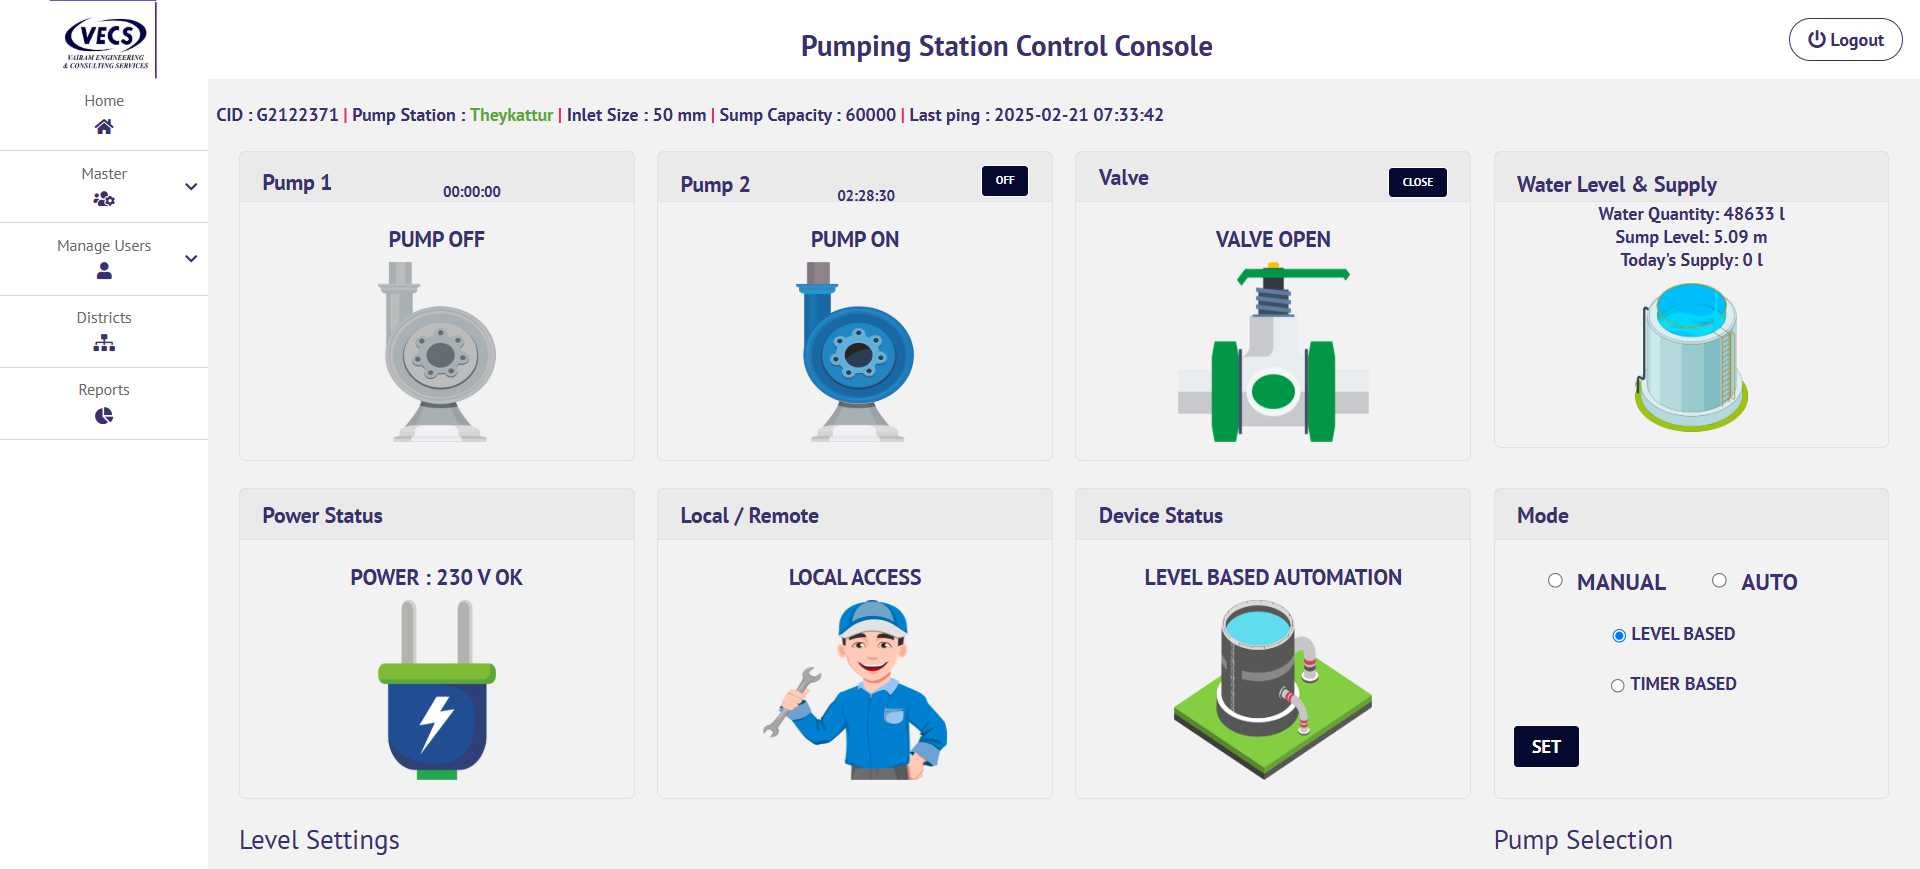 VECS
VAIRAM ENGINEERING
& CONSULTING SERVICES
Pumping Station Control Console
Logout
Home
Master
Manage Users
Districts
Reports
CID : G2122371 | Pump Station : Theykattur | Inlet Size : 50 mm | Sump Capacity : 60000 | Last ping : 2025-02-21 07:33:42
Pump 1
00:00:00
PUMP OFF
Pump 2
02:28:30
OFF
PUMP ON
Valve
CLOSE
VALVE OPEN
Water Level & Supply
Water Quantity: 48633 l
Sump Level: 5.09 m
Today's Supply: 0 l
Power Status
POWER : 230 V OK
Local / Remote
LOCAL ACCESS
Device Status
LEVEL BASED AUTOMATION
Mode
MANUAL AUTO
LEVEL BASED
TIMER BASED
SET
Level Settings
Pump Selection